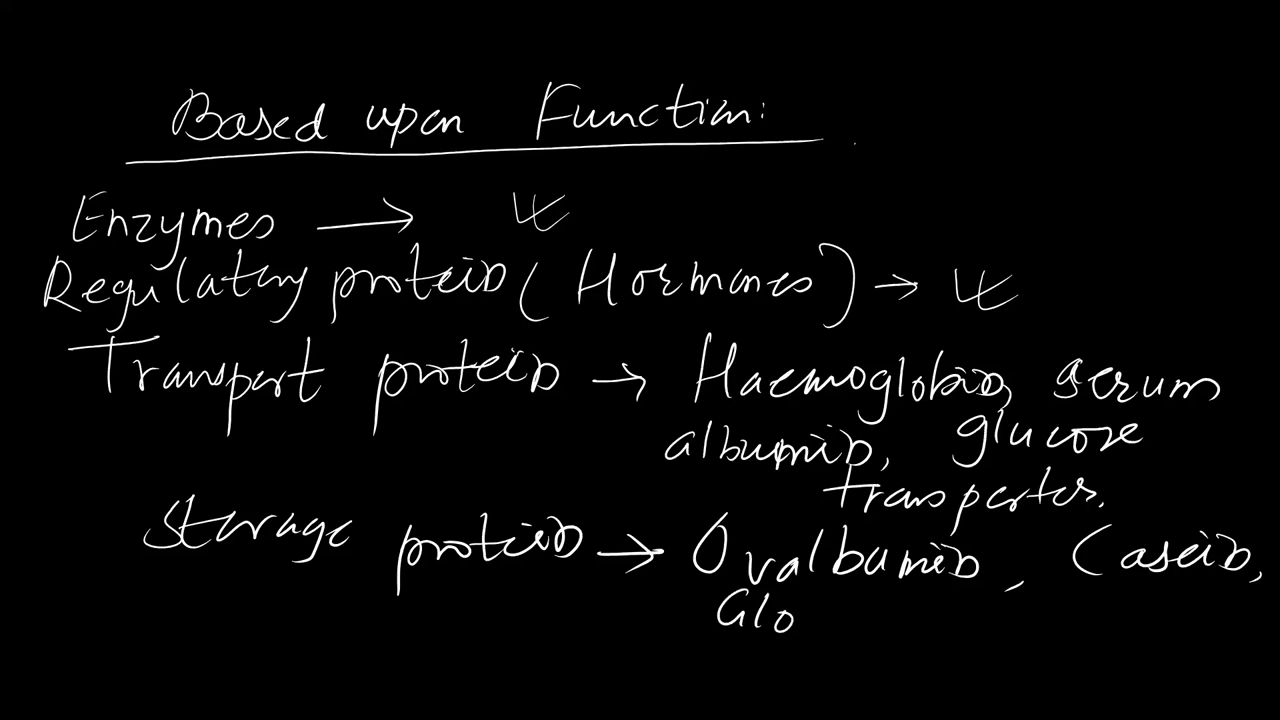 Based upon Function:
Enzymes →
Regulatory protein (Hormones) →
Transport protein → Haemoglobin, serum
albumin, glucose
transporter.
Storage protein → Ovalbumin, Casein,
Glo